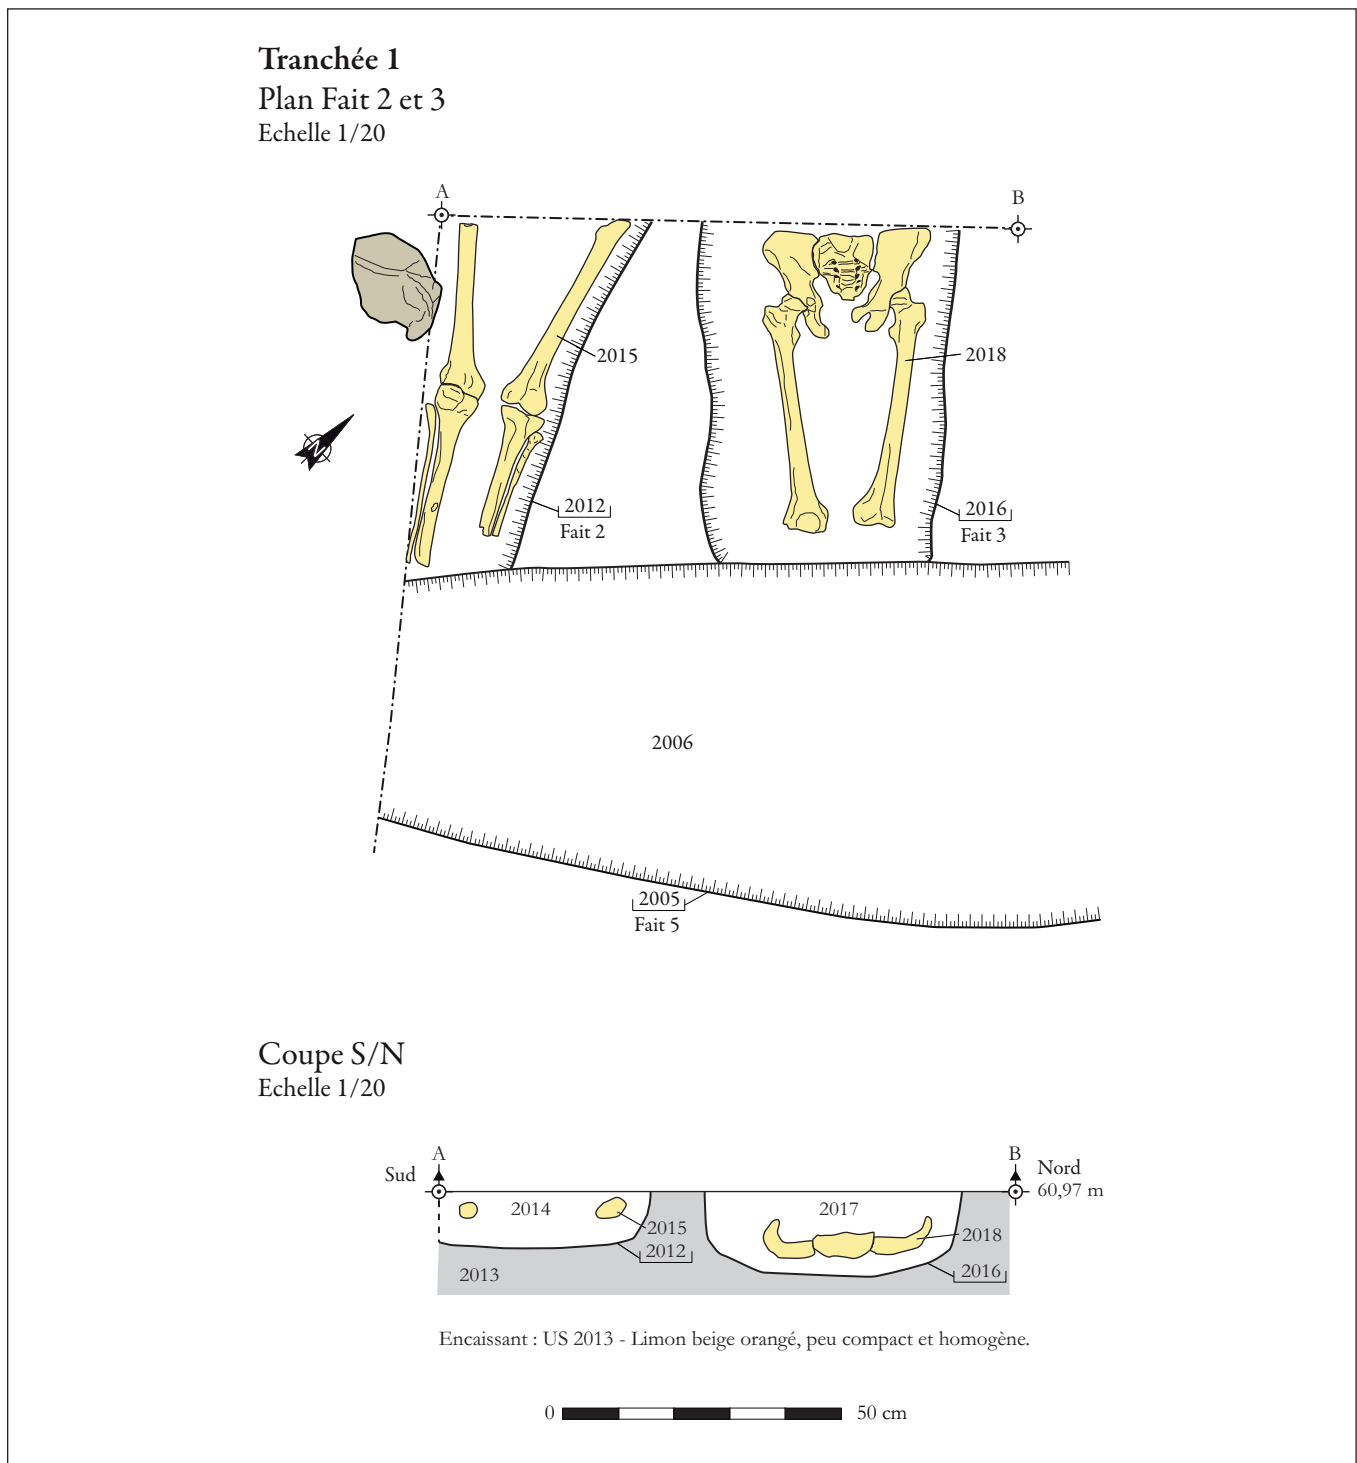 Tranchée 1
Plan Fait 2 et 3
Echelle 1/20
A
B
2015
2018
N
2012
Fait 2
2016
Fait 3
2006
2005
Fait 5
Coupe S/N
Echelle 1/20
A
B
Sud
Nord
60,97 m
2014
2017
2015
2018
2012
2013
2016
Encaissant : US 2013 - Limon beige orangé, peu compact et homogène.
0
50 cm